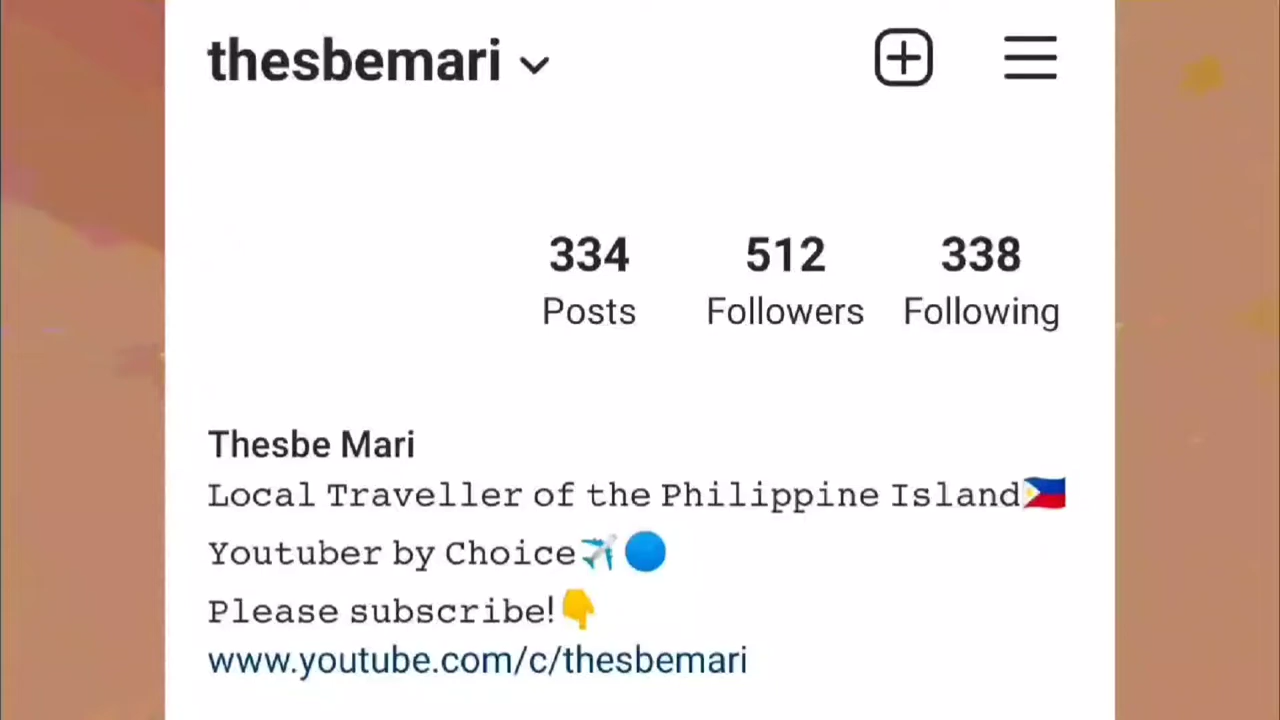 thesbemari
334 512 338
Posts Followers Following
Thesbe Mari
Local Traveller of the Philippine Island🇵🇭
Youtuber by Choice✈️🔵
Please subscribe!👇
www.youtube.com/c/thesbemari